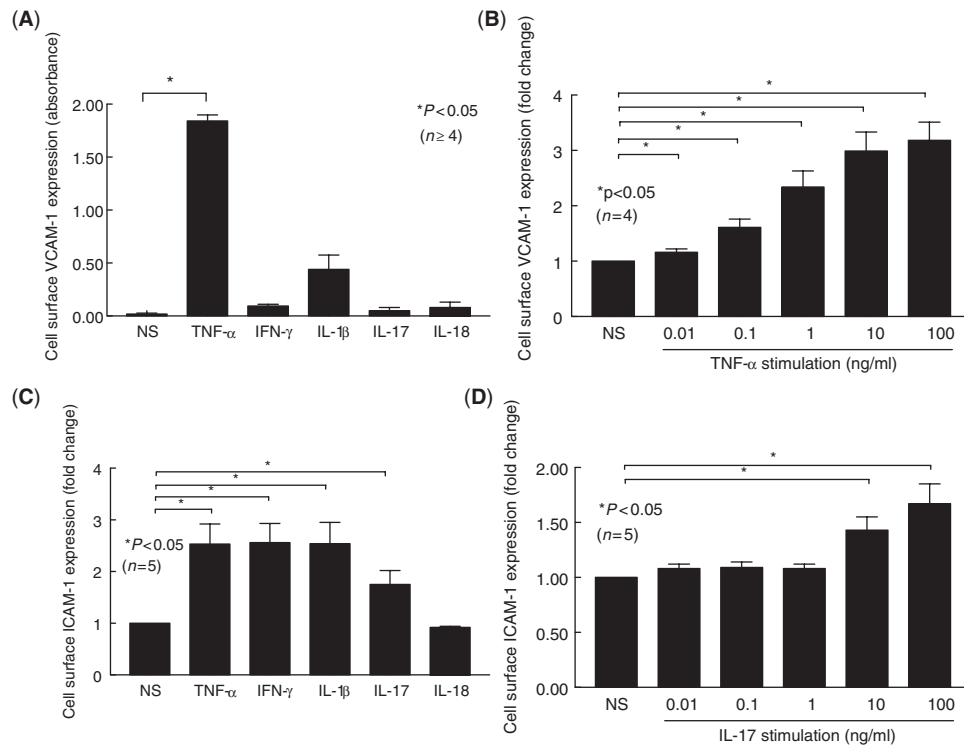 (A)
Cell surface VCAM-1 expression (absorbance)
2.00
1.50
1.00
0.50
0.00
*
*P<0.05
(n≥ 4)
NS TNF-α IFN-γ IL-1β IL-17 IL-18
(B)
Cell surface VCAM-1 expression (fold change)
4
3
2
1
0
*
*
*
*
*
*p<0.05
(n=4)
NS 0.01 0.1 1 10 100
TNF-α stimulation (ng/ml)
(C)
Cell surface ICAM-1 expression (fold change)
4
3
2
1
0
*
*
*
*
*P<0.05
(n=5)
NS TNF-α IFN-γ IL-1β IL-17 IL-18
(D)
Cell surface ICAM-1 expression (fold change)
2.00
1.50
1.00
0.50
0.00
*
*
*P<0.05
(n=5)
NS 0.01 0.1 1 10 100
IL-17 stimulation (ng/ml)